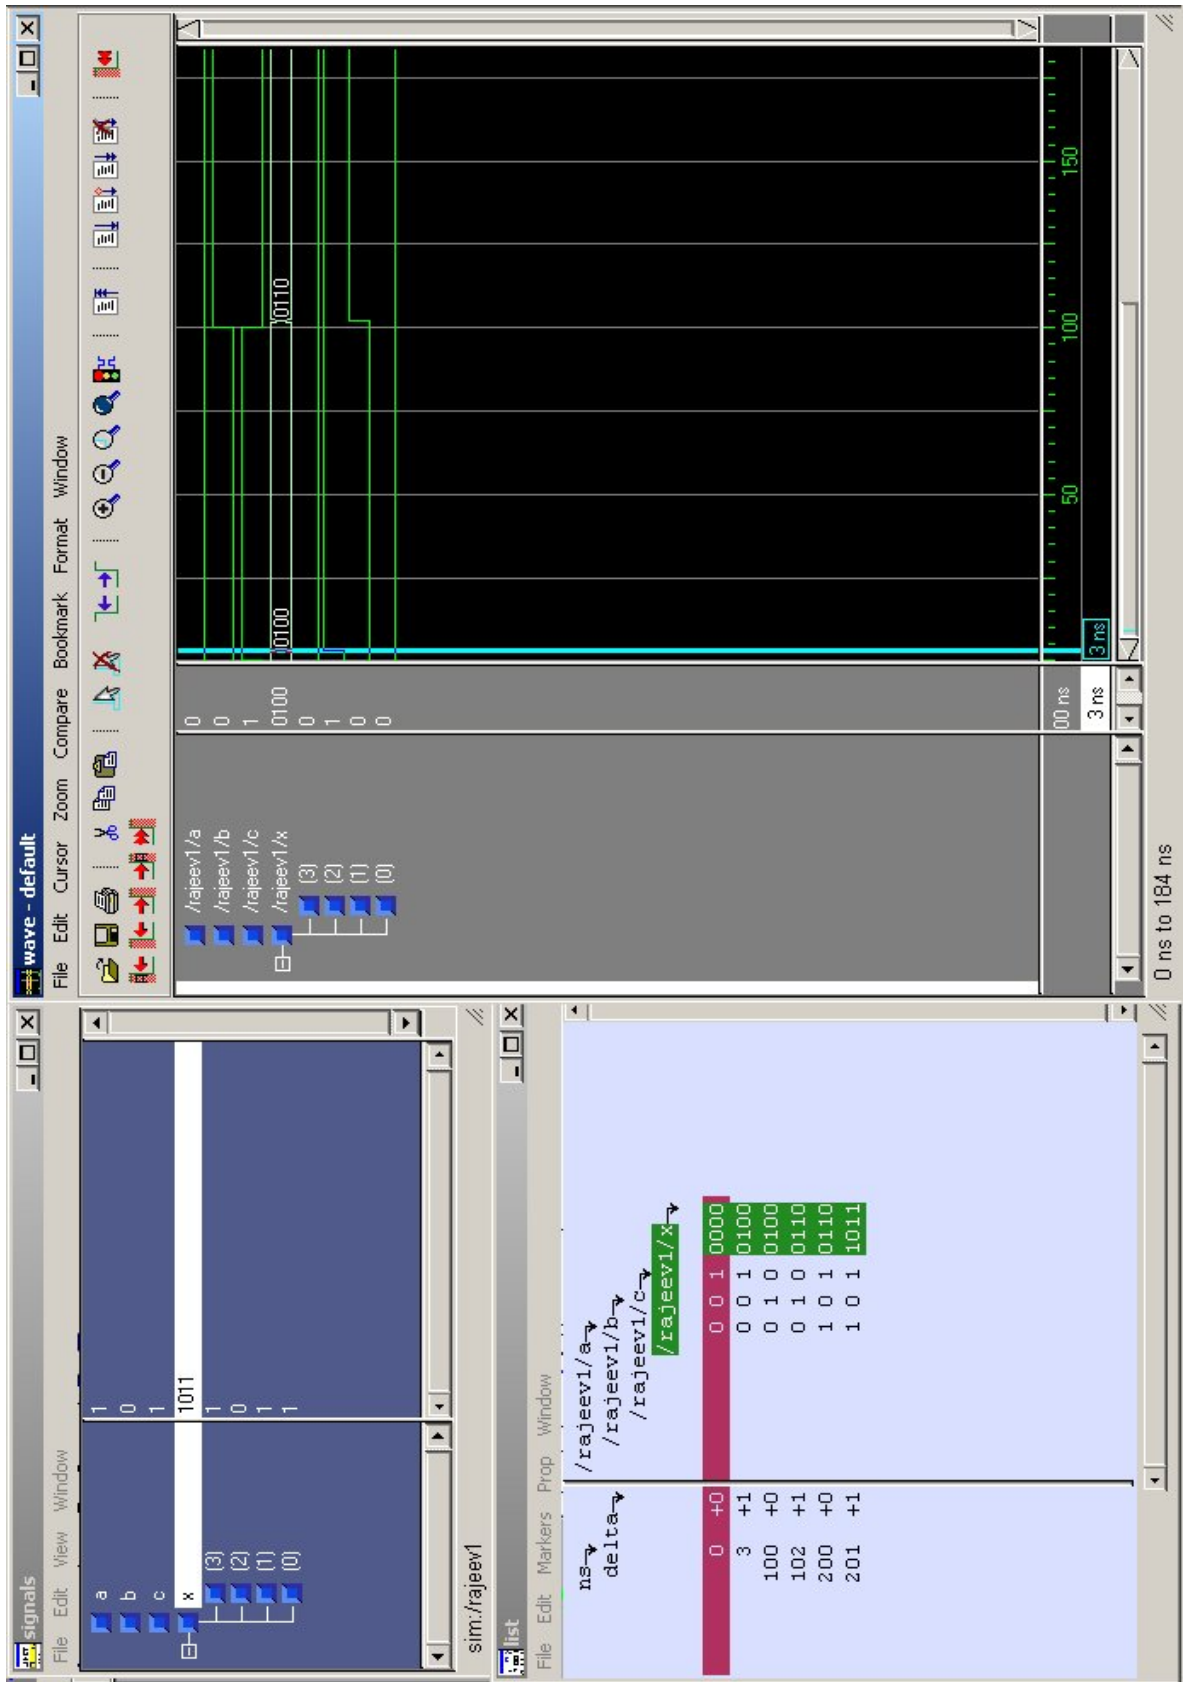 signals
File Edit View Window
a 1
b 0
c 1
x 1011
(3) 1
(2) 0
(1) 1
(0) 1
sim:/rajeev1
list
File Edit Markers Prop Window
ns /rajeev1/a
delta /rajeev1/b
/rajeev1/c
/rajeev1/x
0 +0 0 0 1 0000
3 +1 0 0 1 0100
100 +0 0 1 0 0100
102 +1 0 1 0 0110
200 +0 1 0 1 0110
201 +1 1 0 1 1011
wave - default
File Edit Cursor Zoom Compare Bookmark Format Window
/rajeev1/a 0
/rajeev1/b 0
/rajeev1/c 1
/rajeev1/x 0100 0100 0110
(3) 0
(2) 1
(1) 0
(0) 0
00 ns 50 100 150
3 ns 3 ns
0 ns to 184 ns